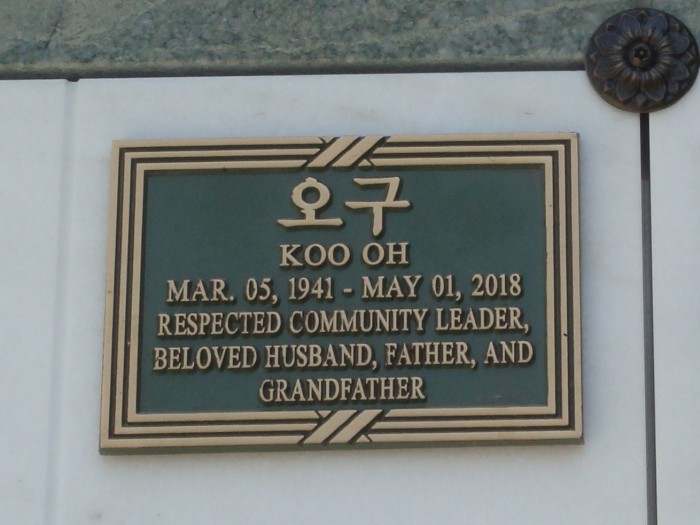 오구
KOO OH
MAR. 05, 1941 - MAY 01, 2018
RESPECTED COMMUNITY LEADER,
BELOVED HUSBAND, FATHER, AND
GRANDFATHER